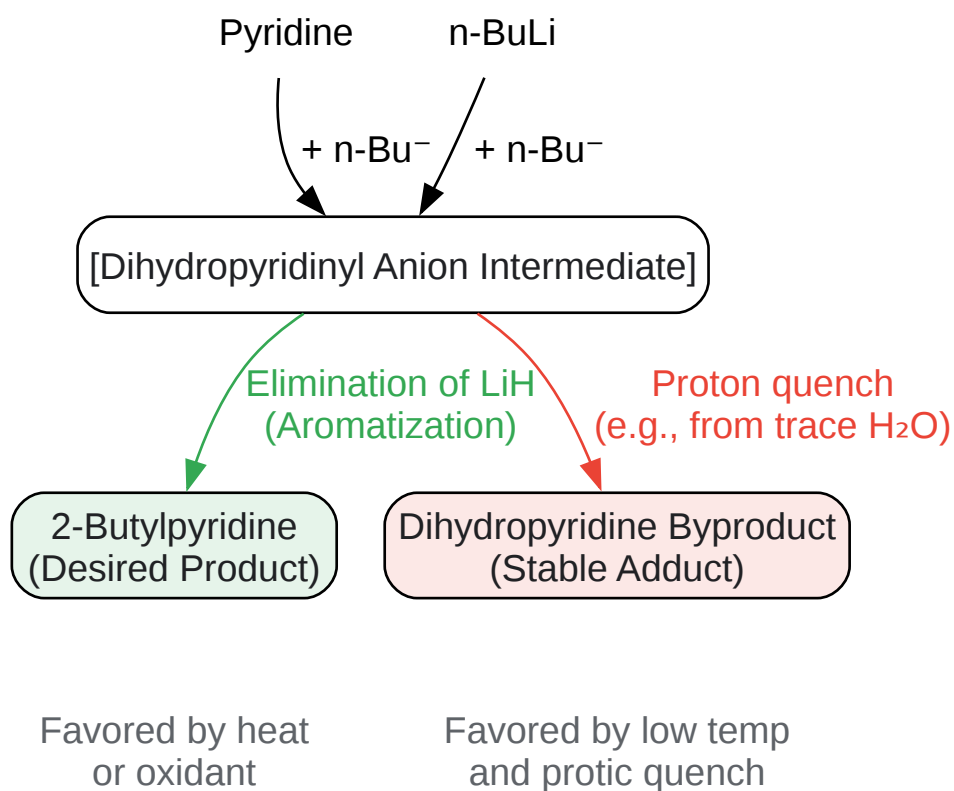 Pyridine
n-BuLi
+ n-Bu⁻
+ n-Bu⁻
[Dihydropyridinyl Anion Intermediate]
Elimination of LiH
(Aromatization)
Proton quench
(e.g., from trace H₂O)
2-Butylpyridine
(Desired Product)
Dihydropyridine Byproduct
(Stable Adduct)
Favored by heat
or oxidant
Favored by low temp
and protic quench